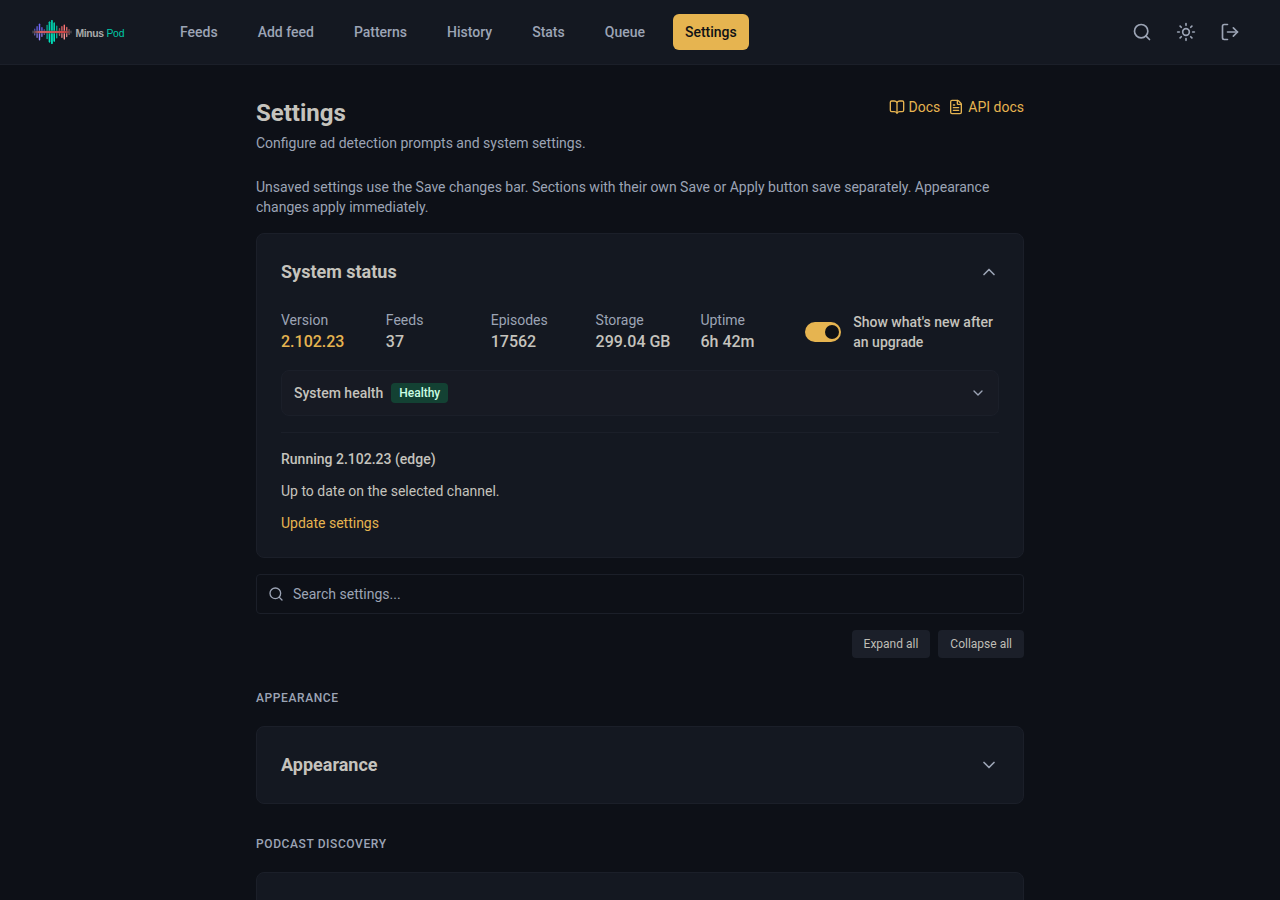 Minus Pod Feeds Add feed Patterns History Stats Queue Settings
Settings
Docs API docs
Configure ad detection prompts and system settings.
Unsaved settings use the Save changes bar. Sections with their own Save or Apply button save separately. Appearance
changes apply immediately.
System status
Version Feeds Episodes Storage Uptime
2.102.23 37 17562 299.04 GB 6h 42m
Show what's new after
an upgrade
System health Healthy
Running 2.102.23 (edge)
Up to date on the selected channel.
Update settings
Search settings...
Expand all Collapse all
APPEARANCE
Appearance
PODCAST DISCOVERY